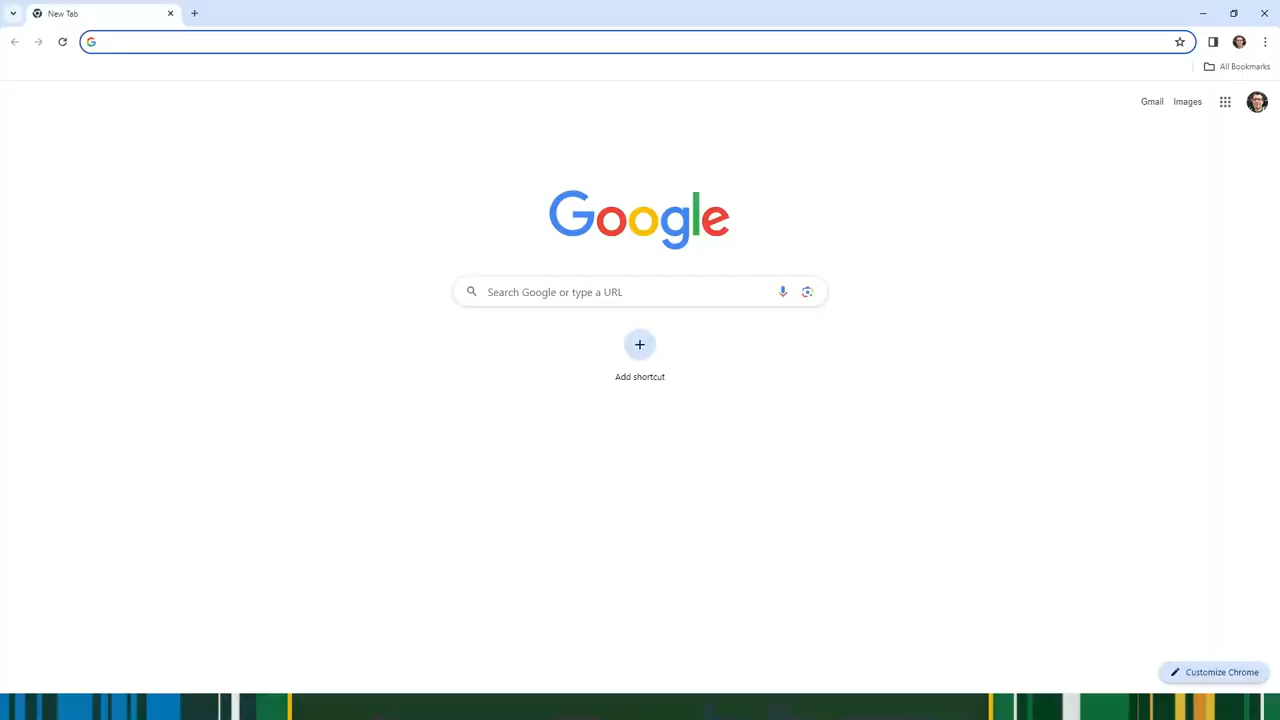 New Tab
All Bookmarks
Gmail Images
Google
Search Google or type a URL
Add shortcut
Customize Chrome